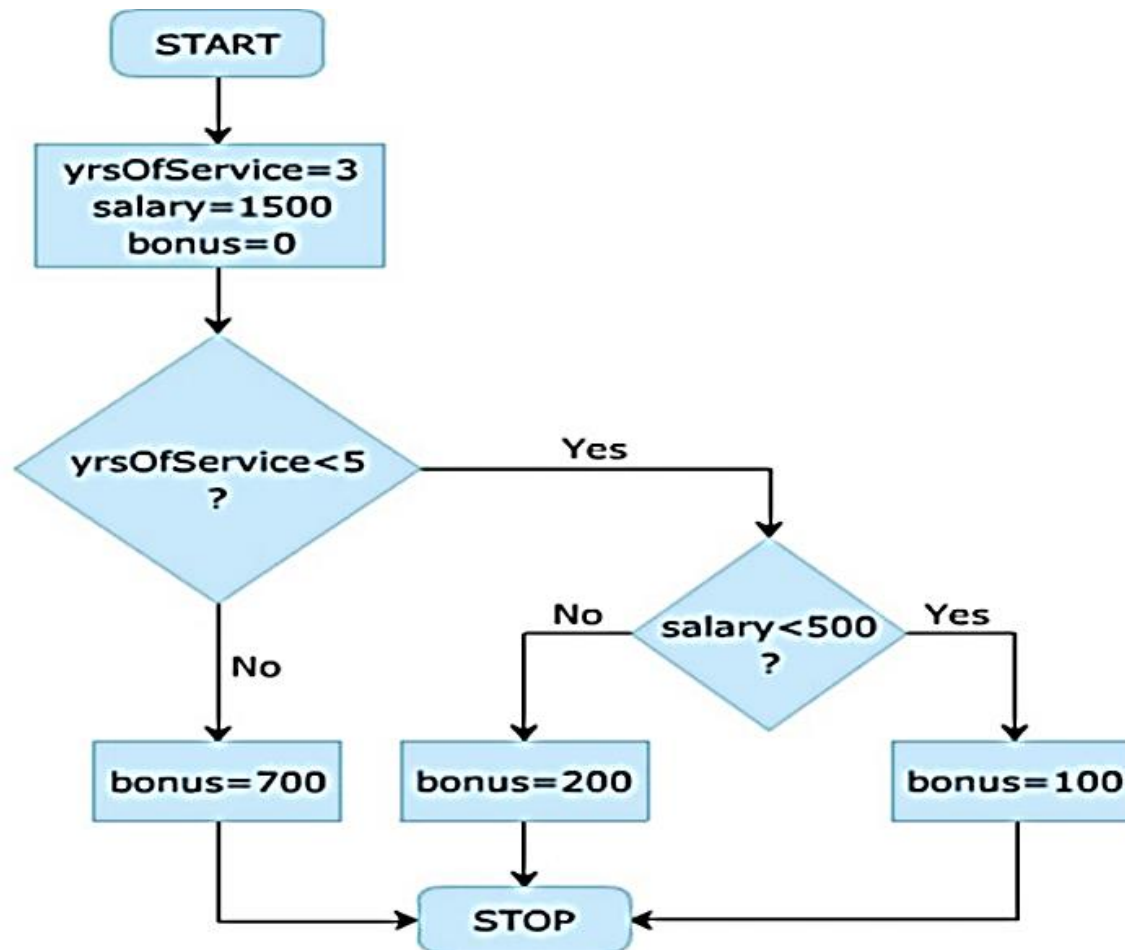 START
yrsOfService=3
salary=1500
bonus=0
yrsOfService<5
?
Yes
No
salary<500
?
No
Yes
bonus=700
bonus=200
bonus=100
STOP